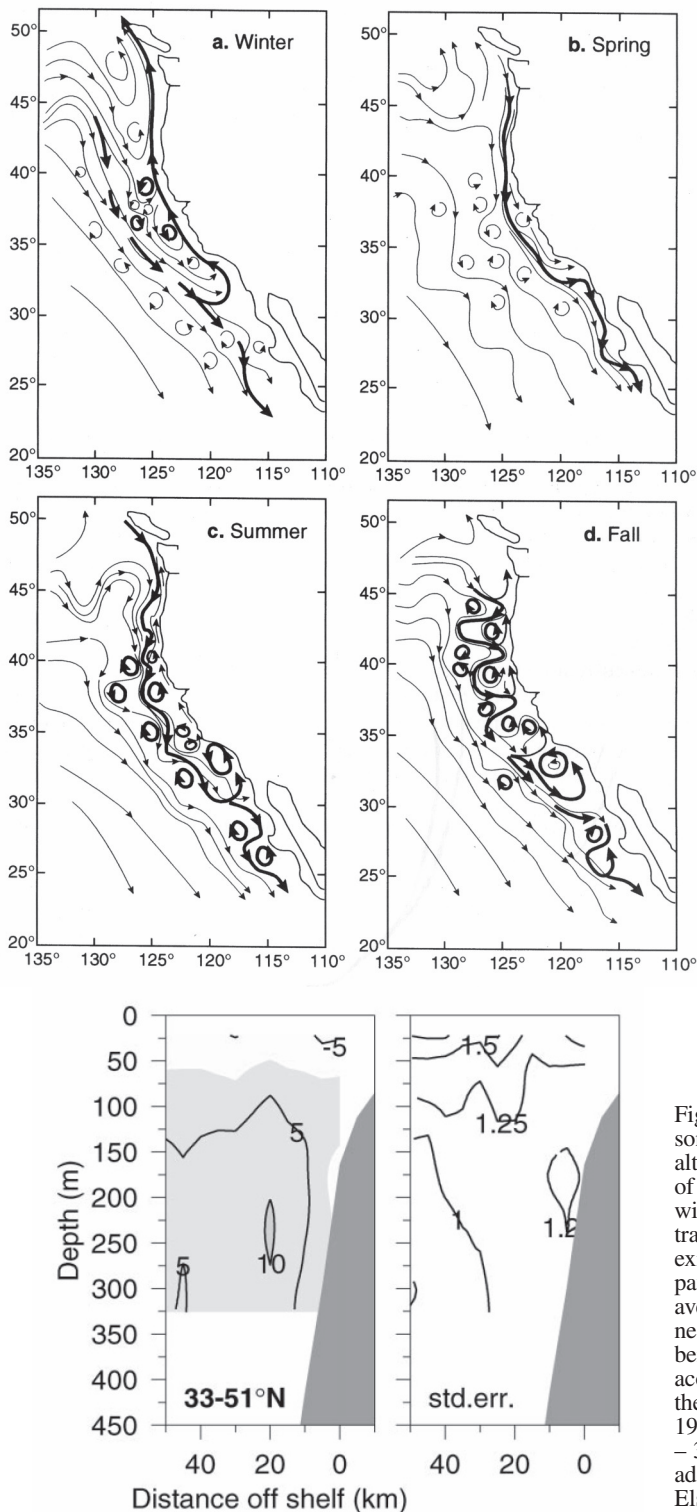 a. Winter
b. Spring
50°
45°
40°
35°
30°
25°
20°
135° 130° 125° 120° 115° 110°
50°
45°
40°
35°
30°
25°
20°
135° 130° 125° 120° 115° 110°
c. Summer
d. Fall
50°
45°
40°
35°
30°
25°
20°
135° 130° 125° 120° 115° 110°
50°
45°
40°
35°
30°
25°
20°
135° 130° 125° 120° 115° 110°
0
50
100
150
200
250
300
350
400
450
Depth (m)
-5
5
10
5
33-51°N
1.5
1.25
1
1.2
std.err.
40 20 0
40 20 0
Distance off shelf (km)
Fig
son
alt
of
wi
tra
ex
pa
av
ne
be
acc
the
19
– 3
ad
El